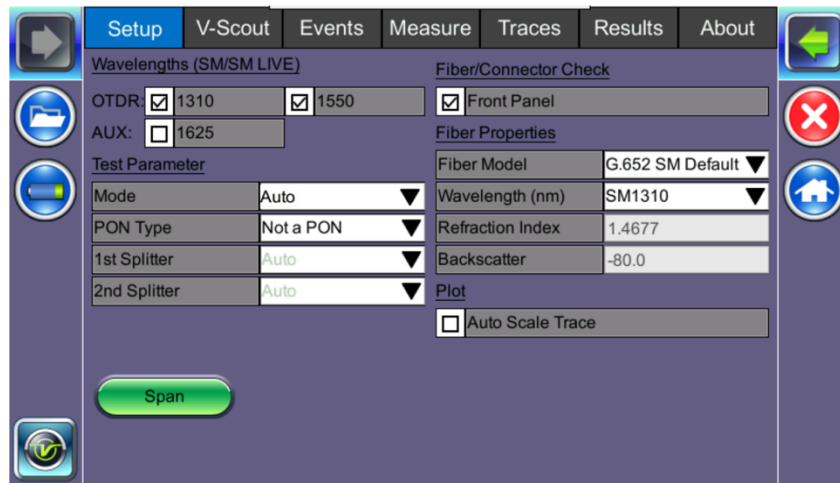 Setup V-Scout Events Measure Traces Results About
Wavelengths (SM/SM LIVE)
OTDR: 1310 1550
AUX: 1625
Test Parameter
Mode Auto
PON Type Not a PON
1st Splitter Auto
2nd Splitter Auto
Span
Fiber/Connector Check
Front Panel
Fiber Properties
Fiber Model G.652 SM Default
Wavelength (nm) SM1310
Refraction Index 1.4677
Backscatter -80.0
Plot
Auto Scale Trace